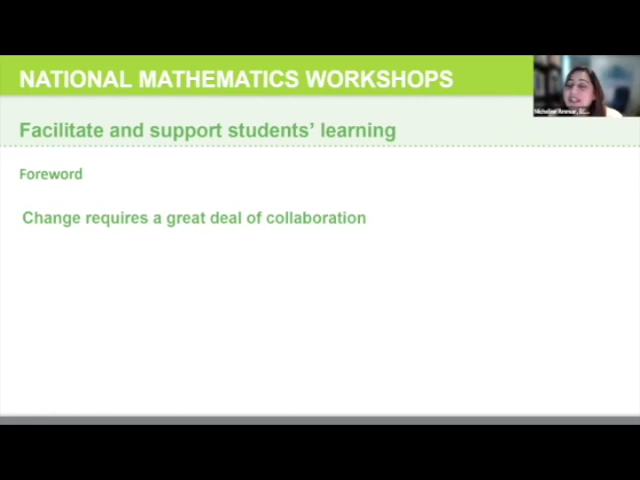 NATIONAL MATHEMATICS WORKSHOPS
Facilitate and support students’ learning
Foreword
Change requires a great deal of collaboration